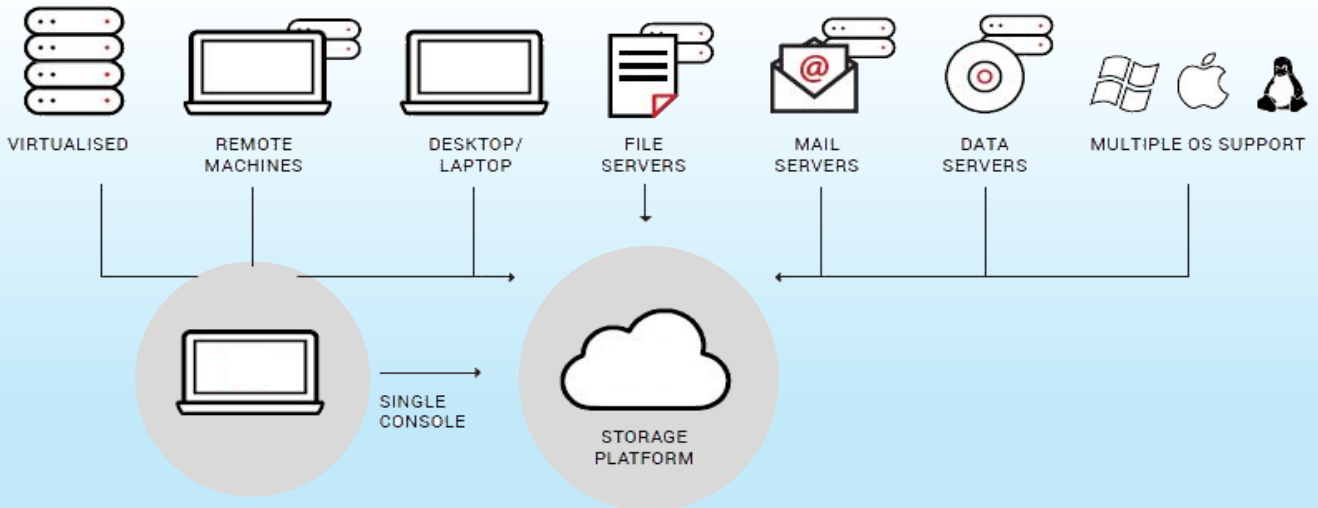 VIRTUALISED
REMOTE
MACHINES
DESKTOP/
LAPTOP
FILE
SERVERS
@
MAIL
SERVERS
DATA
SERVERS
MULTIPLE OS SUPPORT
SINGLE
CONSOLE
STORAGE
PLATFORM